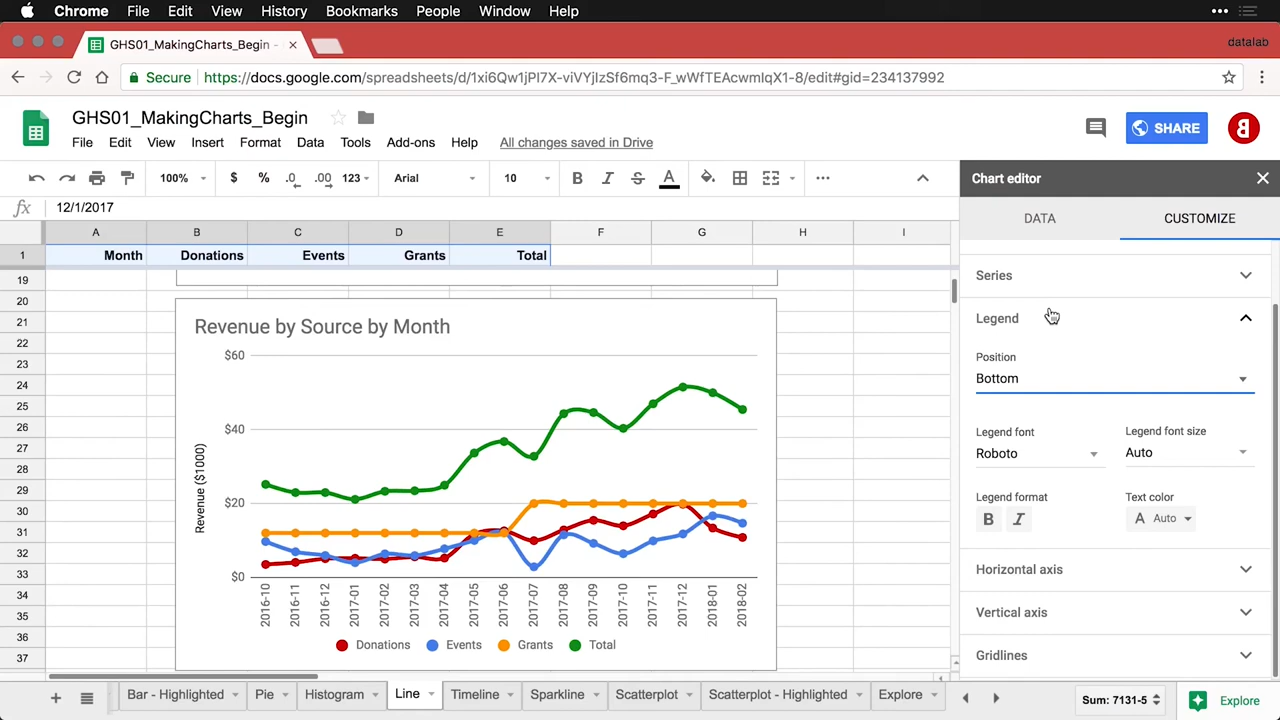 Chrome File Edit View History Bookmarks People Window Help
GHS01_MakingCharts_Begin -
datalab
Secure https://docs.google.com/spreadsheets/d/1xi6Qw1jPl7X-viVYjIzSf6mq3-F_wWfTEAcwmIqX1-8/edit#gid=234137992
GHS01_MakingCharts_Begin
SHARE
File Edit View Insert Format Data Tools Add-ons Help All changes saved in Drive
100% $ % .0 .00 123 Arial 10 B I S A
Chart editor
fx 12/1/2017
DATA CUSTOMIZE
A B C D E F G H I
1 Month Donations Events Grants Total
19
20
21
22
23
24
25
26
27
28
29
30
31
32
33
34
35
36
37
Revenue by Source by Month
$60
$40
$20
$0
Revenue ($1000)
2016-10
2016-11
2016-12
2017-01
2017-02
2017-03
2017-04
2017-05
2017-06
2017-07
2017-08
2017-09
2017-10
2017-11
2017-12
2018-01
2018-02
Donations Events Grants Total
Series
Legend
Position
Bottom
Legend font Legend font size
Roboto Auto
Legend format Text color
B I A Auto
Horizontal axis
Vertical axis
Gridlines
Bar - Highlighted Pie Histogram Line Timeline Sparkline Scatterplot Scatterplot - Highlighted Explore
Sum: 7131-5
Explore